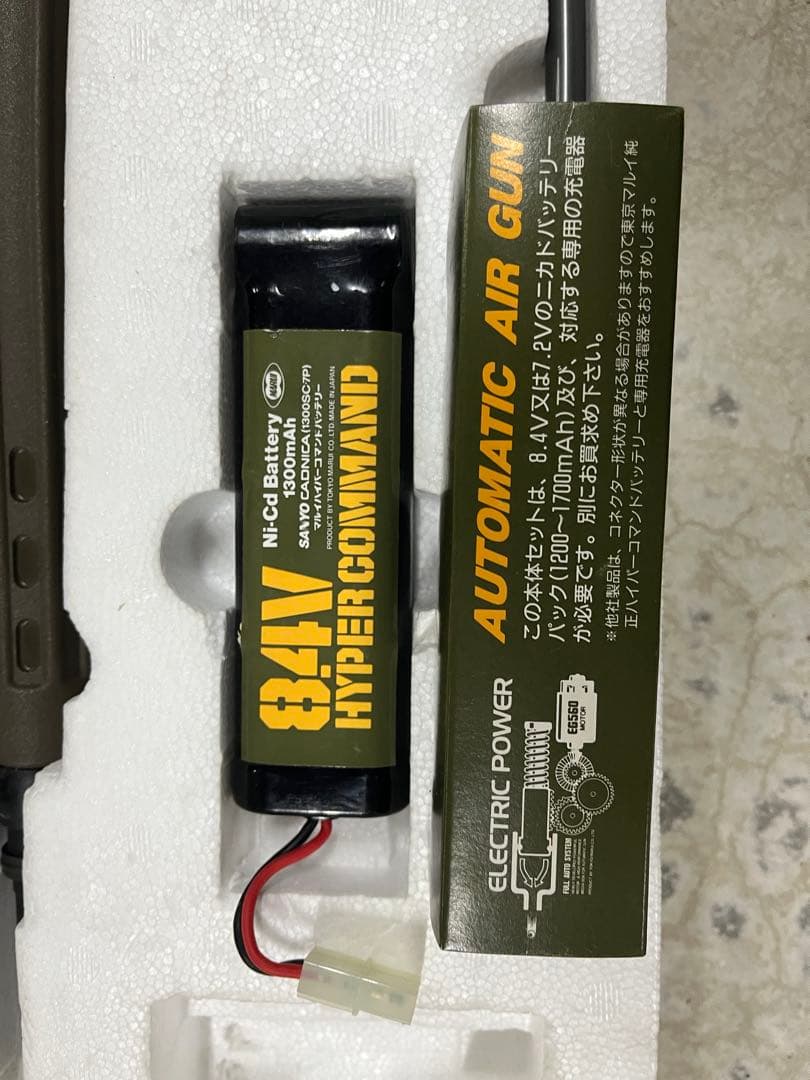 8.4V
Ni-Cd Battery
1300mAh
MARUI
SANYO CADNICA (1300SC-7P)
マルイハイパーコマンドバッテリー
PRODUCT BY TOKYO MARUI CO. LTD. MADE IN JAPAN
HYPER COMMAND
AUTOMATIC AIR GUN
この本体セットは、8.4V又は7.2Vのニカドバッテリー
パック(1200〜1700mAh)及び、対応する専用の充電器
が必要です。別にお買求め下さい。
※他社製品は、コネクター形状が異なる場合がありますので東京マルイ純
正ハイパーコマンドバッテリーと専用充電器をおすすめします。
ELECTRIC POWER
EG560
MOTOR
FULL AUTO SYSTEM